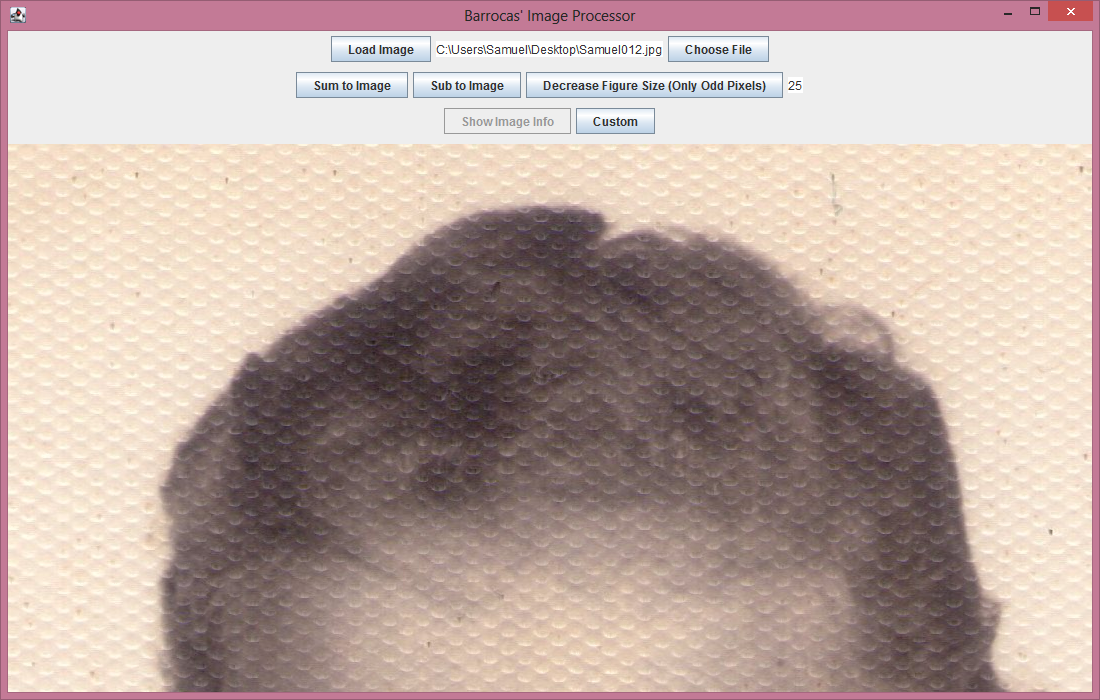 Barrocas' Image Processor
Load Image C:\Users\Samuel\Desktop\Samuel012.jpg Choose File
Sum to Image Sub to Image Decrease Figure Size (Only Odd Pixels) 25
Show Image Info Custom